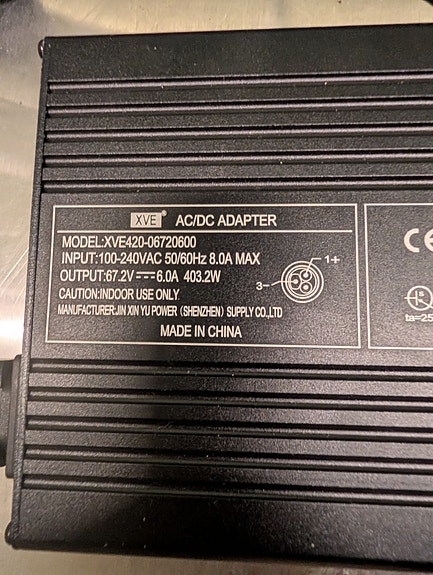 XVE® AC/DC ADAPTER
MODEL:XVE420-06720600
INPUT:100-240VAC 50/60Hz 8.0A MAX
OUTPUT:67.2V⎓6.0A 403.2W
CAUTION:INDOOR USE ONLY
MANUFACTURER:JIN XIN YU POWER (SHENZHEN) SUPPLY CO.,LTD
MADE IN CHINA
1+
3-
CE
ta=25